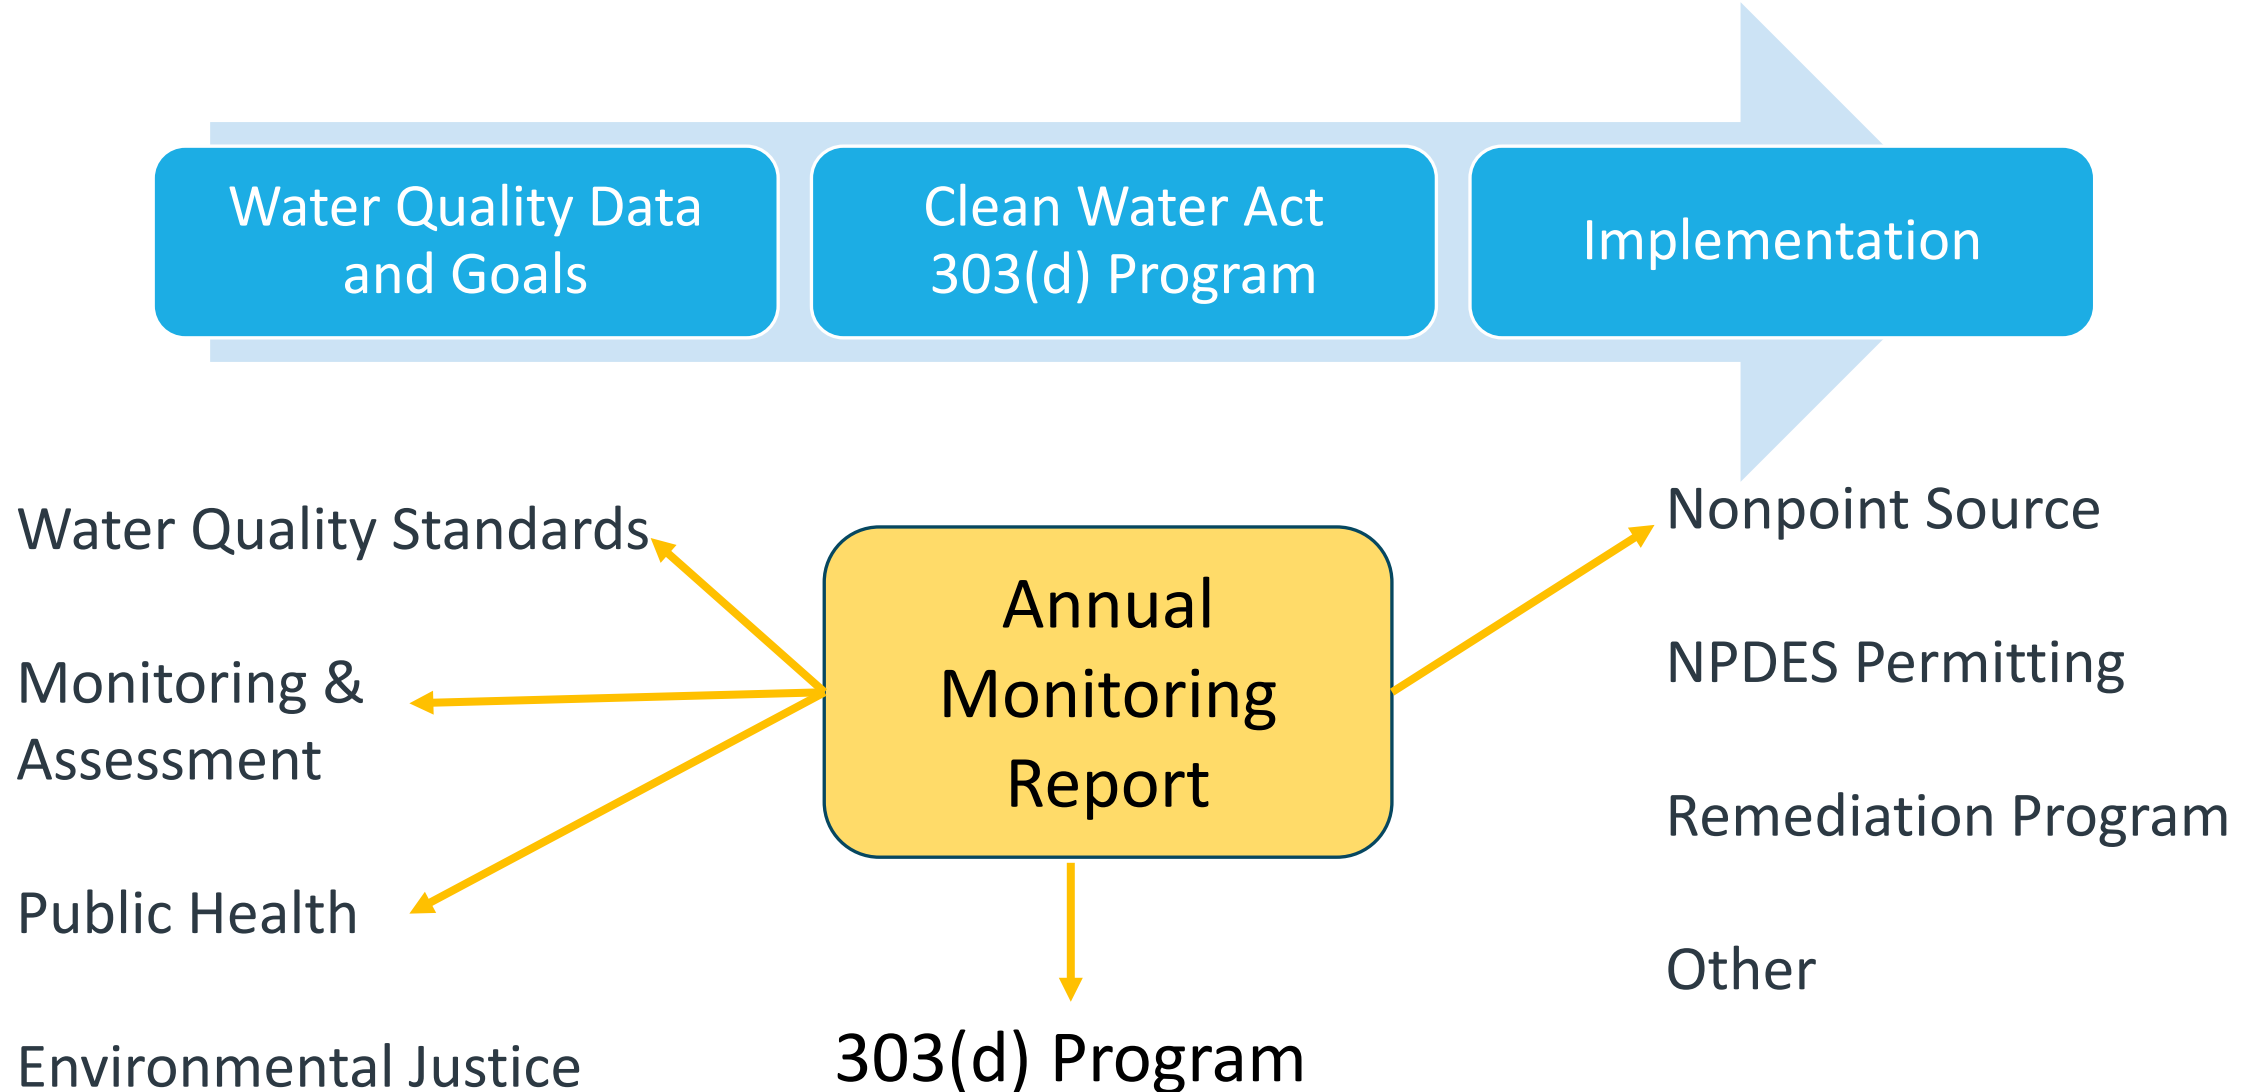 Water Quality Data
and Goals
Clean Water Act
303(d) Program
Implementation
Water Quality Standards
Monitoring &
Assessment
Public Health
Environmental Justice
Annual
Monitoring
Report
303(d) Program
Nonpoint Source
NPDES Permitting
Remediation Program
Other